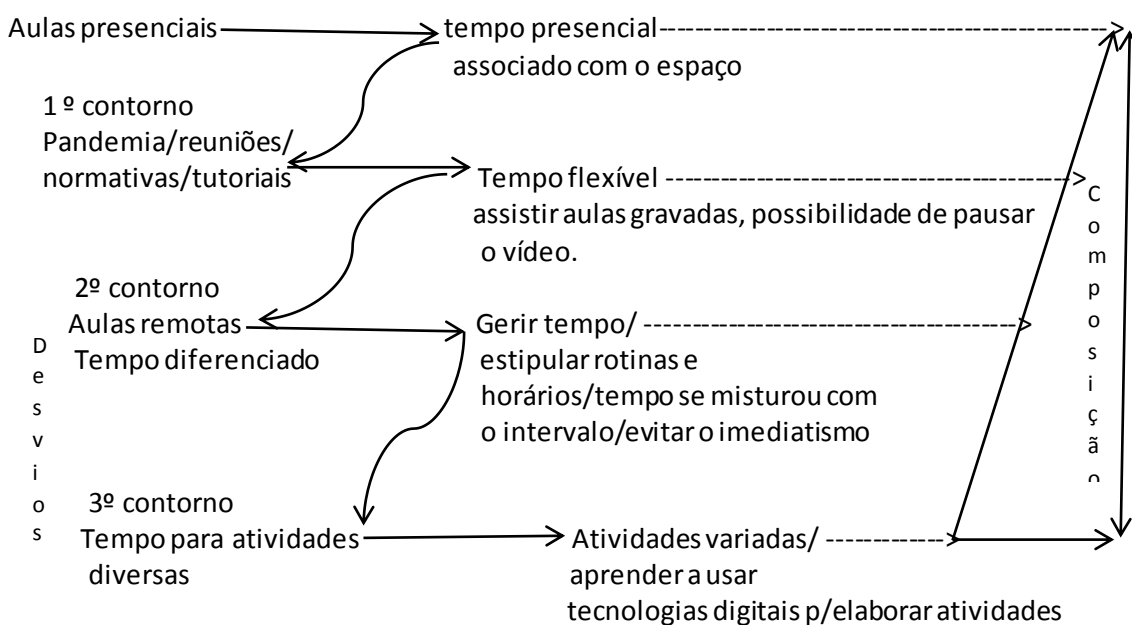 Aulas presenciais
tempo presencial
associado com o espaço
1 º contorno
Pandemia/reuniões/
normativas/tutoriais
Tempo flexível
assistir aulas gravadas, possibilidade de pausar
o vídeo.
2º contorno
Aulas remotas
Tempo diferenciado
Gerir tempo/
estipular rotinas e
horários/tempo se misturou com
o intervalo/evitar o imediatismo
3º contorno
Tempo para atividades
diversas
Atividades variadas/
aprender a usar
tecnologias digitais p/elaborar atividades
Desvios
Composição